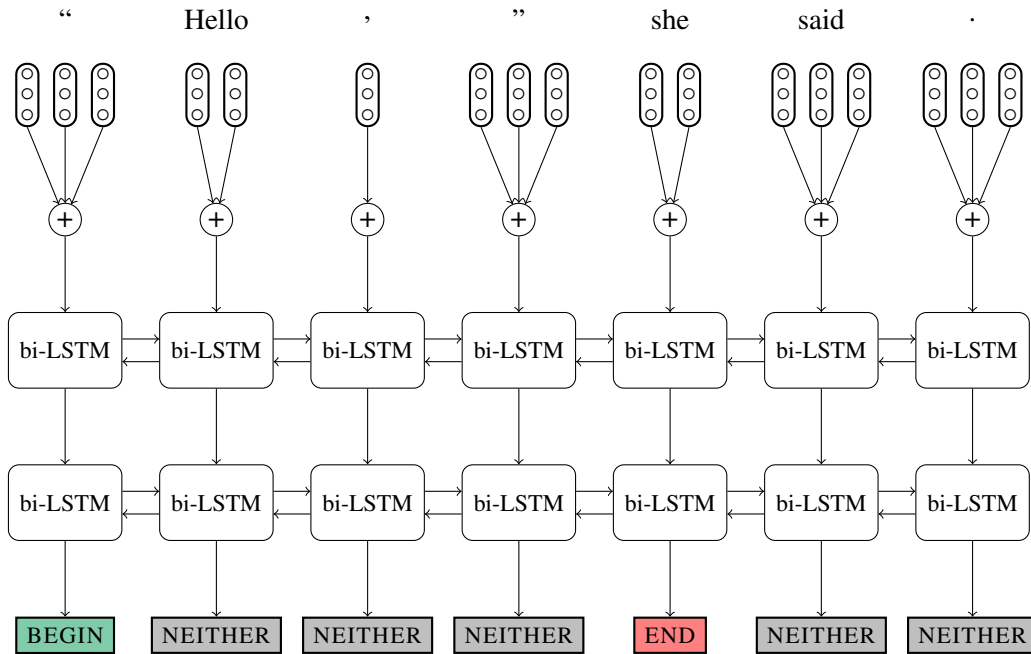 “ Hello , ” she said .
+ + + + + + +
bi-LSTM bi-LSTM bi-LSTM bi-LSTM bi-LSTM bi-LSTM bi-LSTM
bi-LSTM bi-LSTM bi-LSTM bi-LSTM bi-LSTM bi-LSTM bi-LSTM
BEGIN NEITHER NEITHER NEITHER END NEITHER NEITHER